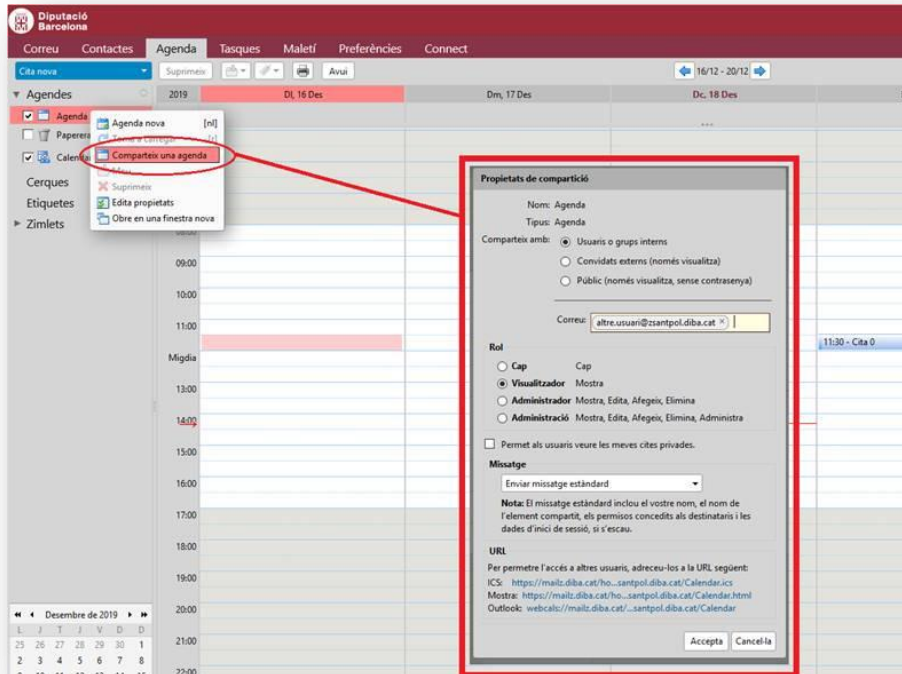 Diputació
Barcelona
Correu Contactes Agenda Tasques Maletí Preferències Connect
Cita nova Suprimeix Avui 16/12 - 20/12
Agendes 2019 Dl, 16 Des Dm, 17 Des Dc, 18 Des
Agenda
Paperera
Calendar
Cerques
Etiquetes
Zimlets
Agenda nova [nl]
Torna a carregar [r]
Comparteix una agenda
Mou
Suprimeix
Edita propietats
Obre en una finestra nova
08:00
09:00
10:00
11:00
Migdia
13:00
14:00
15:00
16:00
17:00
18:00
19:00
20:00
21:00
22:00
11:30 - Cita 0
Propietats de compartició
Nom: Agenda
Tipus: Agenda
Comparteix amb: Usuaris o grups interns
Convidats externs (només visualitza)
Públic (només visualitza, sense contrasenya)
Correu: altre.usuari@zsantpol.diba.cat ×
Rol
Cap Cap
Visualitzador Mostra
Administrador Mostra, Edita, Afegeix, Elimina
Administració Mostra, Edita, Afegeix, Elimina, Administra
Permet als usuaris veure les meves cites privades.
Missatge
Enviar missatge estàndard
Nota: El missatge estàndard inclou el vostre nom, el nom de
l'element compartit, els permisos concedits als destinataris i les
dades d'inici de sessió, si s'escau.
URL
Per permetre l'accés a altres usuaris, adreceu-los a la URL següent:
ICS: https://mailz.diba.cat/ho...santpol.diba.cat/Calendar.ics
Mostra: https://mailz.diba.cat/ho...santpol.diba.cat/Calendar.html
Outlook: webcals://mailz.diba.cat/...santpol.diba.cat/Calendar
Accepta Cancel·la
Desembre de 2019
L J T J V D D
25 26 27 28 29 30 1
2 3 4 5 6 7 8